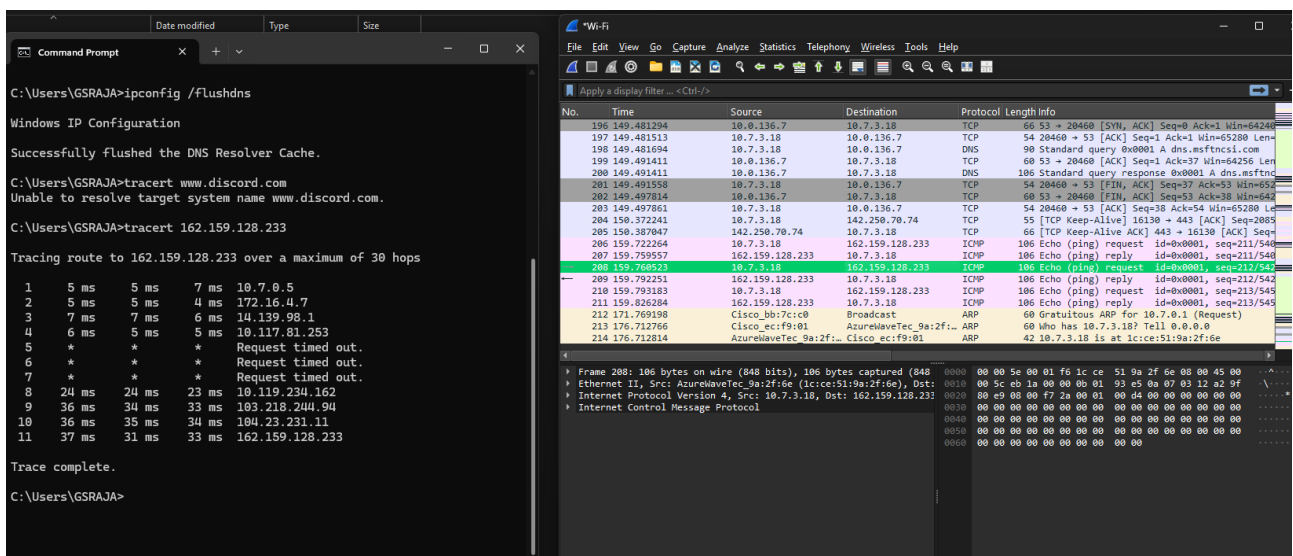 Date modified Type Size
Command Prompt
C:\Users\GSRAJA>ipconfig /flushdns
Windows IP Configuration
Successfully flushed the DNS Resolver Cache.
C:\Users\GSRAJA>tracert www.discord.com
Unable to resolve target system name www.discord.com.
C:\Users\GSRAJA>tracert 162.159.128.233
Tracing route to 162.159.128.233 over a maximum of 30 hops
1 5 ms 5 ms 7 ms 10.7.0.5
2 5 ms 5 ms 4 ms 172.16.4.7
3 7 ms 7 ms 6 ms 14.139.98.1
4 6 ms 5 ms 5 ms 10.117.81.253
5 * * * Request timed out.
6 * * * Request timed out.
7 * * * Request timed out.
8 24 ms 24 ms 23 ms 10.119.234.162
9 36 ms 34 ms 33 ms 103.218.244.94
10 36 ms 35 ms 34 ms 104.23.231.11
11 37 ms 31 ms 33 ms 162.159.128.233
Trace complete.
C:\Users\GSRAJA>
*Wi-Fi
File Edit View Go Capture Analyze Statistics Telephony Wireless Tools Help
Apply a display filter ... <Ctrl-/>
No. Time Source Destination Protocol Length Info
196 149.481294 10.0.136.7 10.7.3.18 TCP 66 53 → 20460 [SYN, ACK] Seq=0 Ack=1 Win=64240
197 149.481513 10.7.3.18 10.0.136.7 TCP 54 20460 → 53 [ACK] Seq=1 Ack=1 Win=65280 Len=
198 149.481694 10.7.3.18 10.0.136.7 DNS 90 Standard query 0x0001 A dns.msftncsi.com
199 149.491411 10.0.136.7 10.7.3.18 TCP 60 53 → 20460 [ACK] Seq=1 Ack=37 Win=64256 Len
200 149.491411 10.0.136.7 10.7.3.18 DNS 106 Standard query response 0x0001 A dns.msftnc
201 149.491558 10.7.3.18 10.0.136.7 TCP 54 20460 → 53 [FIN, ACK] Seq=37 Ack=53 Win=652
202 149.497814 10.0.136.7 10.7.3.18 TCP 60 53 → 20460 [FIN, ACK] Seq=53 Ack=38 Win=642
203 149.497861 10.7.3.18 10.0.136.7 TCP 54 20460 → 53 [ACK] Seq=38 Ack=54 Win=65280 Le
204 150.372241 10.7.3.18 142.250.70.74 TCP 55 [TCP Keep-Alive] 16130 → 443 [ACK] Seq=2085
205 150.387047 142.250.70.74 10.7.3.18 TCP 66 [TCP Keep-Alive ACK] 443 → 16130 [ACK] Seq=
206 159.722264 10.7.3.18 162.159.128.233 ICMP 106 Echo (ping) request id=0x0001, seq=211/540
207 159.759557 162.159.128.233 10.7.3.18 ICMP 106 Echo (ping) reply id=0x0001, seq=211/540
208 159.760523 10.7.3.18 162.159.128.233 ICMP 106 Echo (ping) request id=0x0001, seq=212/542
209 159.792251 162.159.128.233 10.7.3.18 ICMP 106 Echo (ping) reply id=0x0001, seq=212/542
210 159.793183 10.7.3.18 162.159.128.233 ICMP 106 Echo (ping) request id=0x0001, seq=213/545
211 159.826284 162.159.128.233 10.7.3.18 ICMP 106 Echo (ping) reply id=0x0001, seq=213/545
212 171.769198 Cisco_bb:7c:c0 Broadcast ARP 60 Gratuitous ARP for 10.7.0.1 (Request)
213 176.712766 Cisco_ec:f9:01 AzureWaveTec_9a:2f:… ARP 60 Who has 10.7.3.18? Tell 0.0.0.0
214 176.712814 AzureWaveTec_9a:2f:… Cisco_ec:f9:01 ARP 42 10.7.3.18 is at 1c:ce:51:9a:2f:6e
Frame 208: 106 bytes on wire (848 bits), 106 bytes captured (848
Ethernet II, Src: AzureWaveTec_9a:2f:6e (1c:ce:51:9a:2f:6e), Dst:
Internet Protocol Version 4, Src: 10.7.3.18, Dst: 162.159.128.233
Internet Control Message Protocol
0000 00 00 5e 00 01 f6 1c ce 51 9a 2f 6e 08 00 45 00 ··^···
0010 00 5c eb 1a 00 00 0b 01 93 e5 0a 07 03 12 a2 9f ·\····
0020 80 e9 08 00 f7 2a 00 01 00 d4 00 00 00 00 00 00 ·····*
0030 00 00 00 00 00 00 00 00 00 00 00 00 00 00 00 00 ······
0040 00 00 00 00 00 00 00 00 00 00 00 00 00 00 00 00 ······
0050 00 00 00 00 00 00 00 00 00 00 00 00 00 00 00 00 ······
0060 00 00 00 00 00 00 00 00 00 00 ······